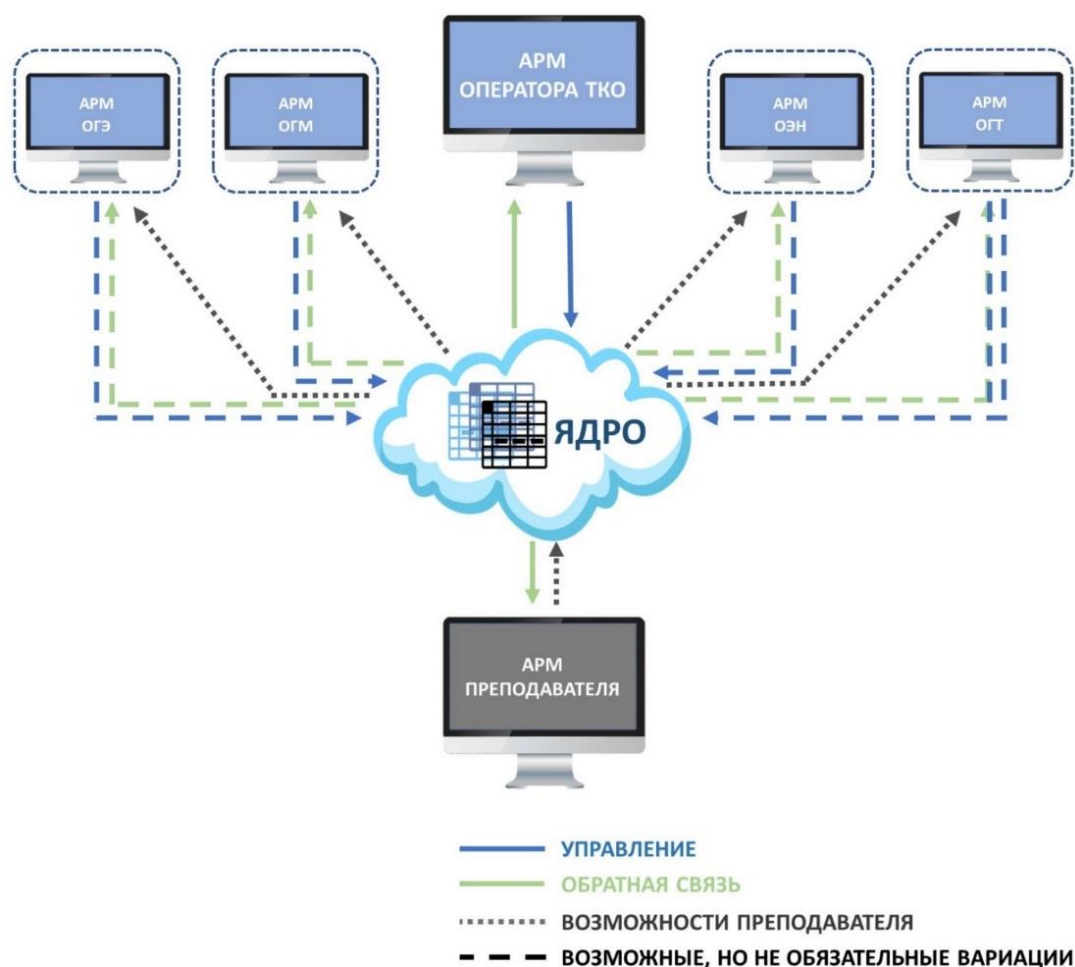 АРМ
ОГЭ
АРМ
ОГМ
АРМ
ОПЕРАТОРА ТКО
АРМ
ОЭН
АРМ
ОГТ
ЯДРО
АРМ
ПРЕПОДАВАТЕЛЯ
УПРАВЛЕНИЕ
ОБРАТНАЯ СВЯЗЬ
ВОЗМОЖНОСТИ ПРЕПОДАВАТЕЛЯ
ВОЗМОЖНЫЕ, НО НЕ ОБЯЗАТЕЛЬНЫЕ ВАРИАЦИИ